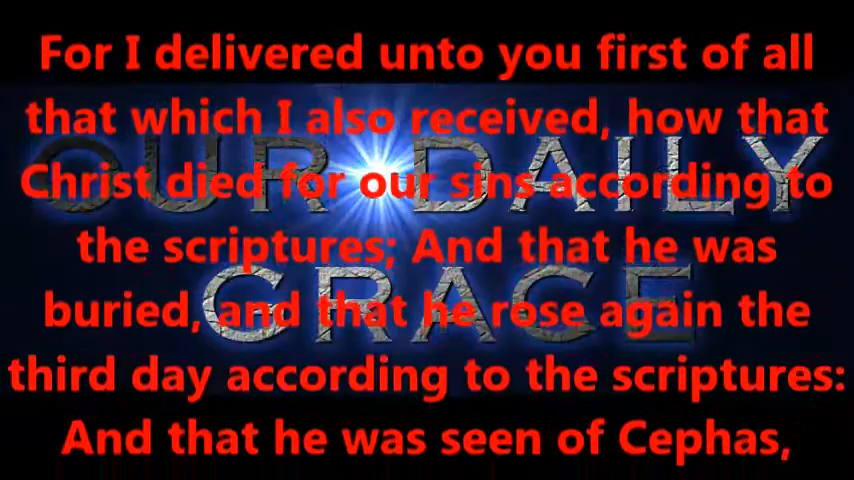 For I delivered unto you first of all
that which I also received, how that
Christ died for our sins according to
the scriptures; And that he was
buried, and that he rose again the
third day according to the scriptures:
And that he was seen of Cephas,
OUR DAILY
GRACE